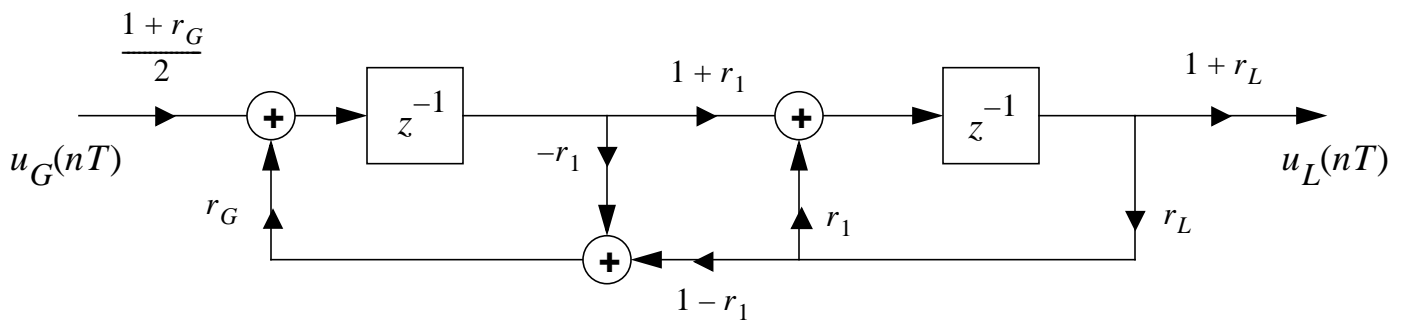 1 + r_G
2
1 + r_1
1 + r_L
+
z^{-1}
+
z^{-1}
u_G(nT)
-r_1
u_L(nT)
r_G
r_1
r_L
+
1 - r_1